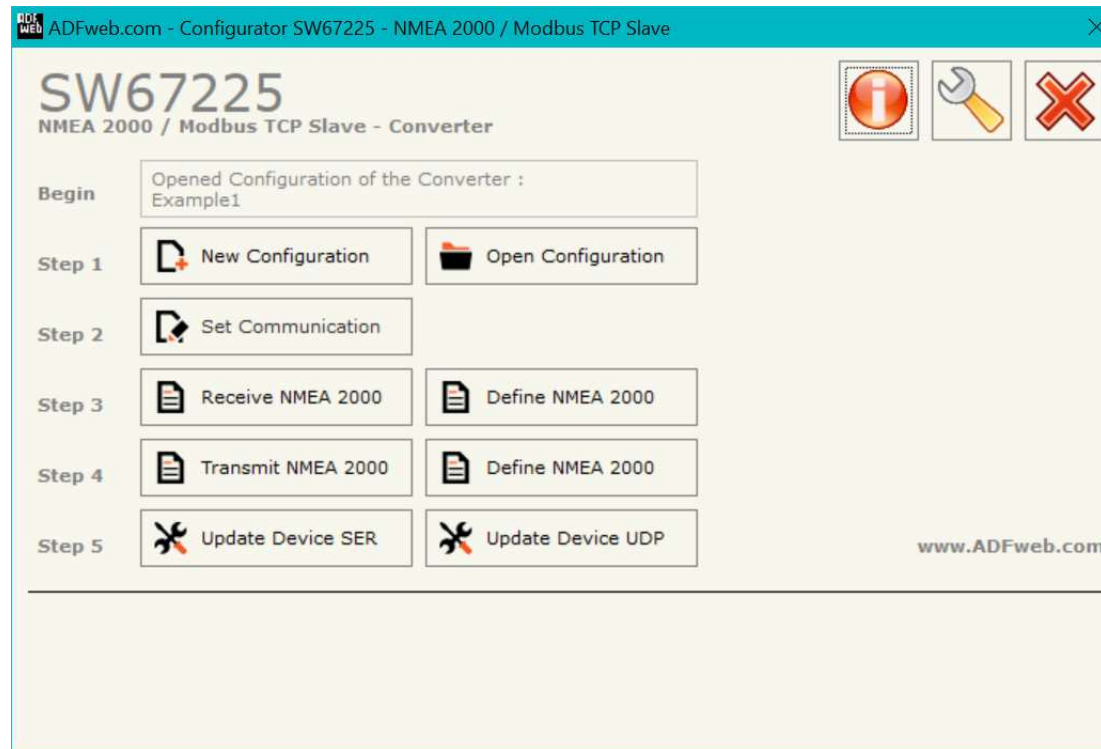 ADFweb.com - Configurator SW67225 - NMEA 2000 / Modbus TCP Slave
SW67225
NMEA 2000 / Modbus TCP Slave - Converter
Begin
Opened Configuration of the Converter :
Example1
Step 1
New Configuration
Open Configuration
Step 2
Set Communication
Step 3
Receive NMEA 2000
Define NMEA 2000
Step 4
Transmit NMEA 2000
Define NMEA 2000
Step 5
Update Device SER
Update Device UDP
www.ADFweb.com